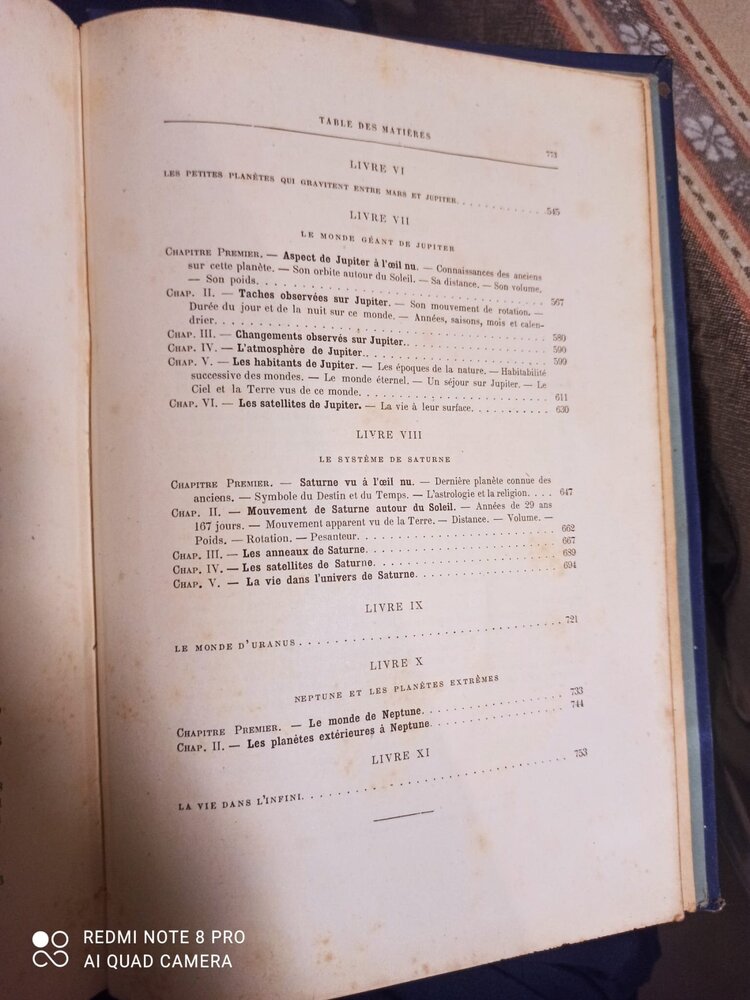 TABLE DES MATIÈRES
771
LIVRE VI
LES PETITES PLANÈTES QUI GRAVITENT ENTRE MARS ET JUPITER. . . . . . . . . . . . .545
LIVRE VII
LE MONDE GÉANT DE JUPITER
CHAPITRE PREMIER. — Aspect de Jupiter à l'œil nu. — Connaissances des anciens
sur cette planète. — Son orbite autour du Soleil. — Sa distance. — Son volume.
— Son poids. . . . . . . . . . . . . . . . . . . . . . . . . . . . . . 567
CHAP. II. — Taches observées sur Jupiter. — Son mouvement de rotation. —
Durée du jour et de la nuit sur ce monde. — Années, saisons, mois et calen-
drier. . . . . . . . . . . . . . . . . . . . . . . . . . . . . . . . . 580
CHAP. III. — Changements observés sur Jupiter. . . . . . . . . . . . . . . . 590
CHAP. IV. — L'atmosphère de Jupiter. . . . . . . . . . . . . . . . . . . . 599
CHAP. V. — Les habitants de Jupiter. — Les époques de la nature. — Habitabilité
successive des mondes. — Le monde éternel. — Un séjour sur Jupiter. — Le
Ciel et la Terre vus de ce monde. . . . . . . . . . . . . . . . . . . . . 611
CHAP. VI. — Les satellites de Jupiter. — La vie à leur surface. . . . . . . . . . . 630
LIVRE VIII
LE SYSTÈME DE SATURNE
CHAPITRE PREMIER. — Saturne vu à l'œil nu. — Dernière planète connue des
anciens. — Symbole du Destin et du Temps. — L'astrologie et la religion. . . . 647
CHAP. II. — Mouvement de Saturne autour du Soleil. — Années de 29 ans
167 jours. — Mouvement apparent vu de la Terre. — Distance. — Volume. —
Poids. — Rotation. — Pesanteur. . . . . . . . . . . . . . . . . . . . . . 662
CHAP. III. — Les anneaux de Saturne. . . . . . . . . . . . . . . . . . . . 667
CHAP. IV. — Les satellites de Saturne. . . . . . . . . . . . . . . . . . . . 689
CHAP. V. — La vie dans l'univers de Saturne. . . . . . . . . . . . . . . . . 694
LIVRE IX
LE MONDE D'URANUS . . . . . . . . . . . . . . . . . . . . . . . . . . . 721
LIVRE X
NEPTUNE ET LES PLANÈTES EXTRÊMES
CHAPITRE PREMIER. — Le monde de Neptune. . . . . . . . . . . . . . . . . 733
CHAP. II. — Les planètes extérieures à Neptune. . . . . . . . . . . . . . . . 744
LIVRE XI
LA VIE DANS L'INFINI. . . . . . . . . . . . . . . . . . . . . . . . . . . 753
REDMI NOTE 8 PRO
AI QUAD CAMERA